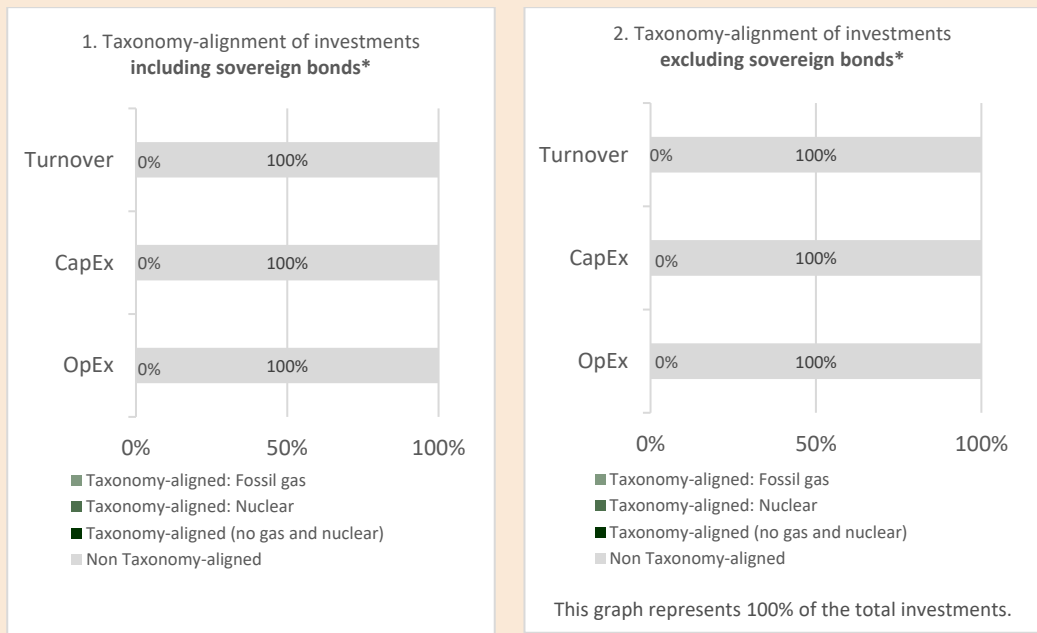 1. Taxonomy-alignment of investments
including sovereign bonds*
Turnover
0%
100%
CapEx
0%
100%
OpEx
0%
100%
0%
50%
100%
Taxonomy-aligned: Fossil gas
Taxonomy-aligned: Nuclear
Taxonomy-aligned (no gas and nuclear)
Non Taxonomy-aligned
2. Taxonomy-alignment of investments
excluding sovereign bonds*
Turnover
0%
100%
CapEx
0%
100%
OpEx
0%
100%
0%
50%
100%
Taxonomy-aligned: Fossil gas
Taxonomy-aligned: Nuclear
Taxonomy-aligned (no gas and nuclear)
Non Taxonomy-aligned
This graph represents 100% of the total investments.